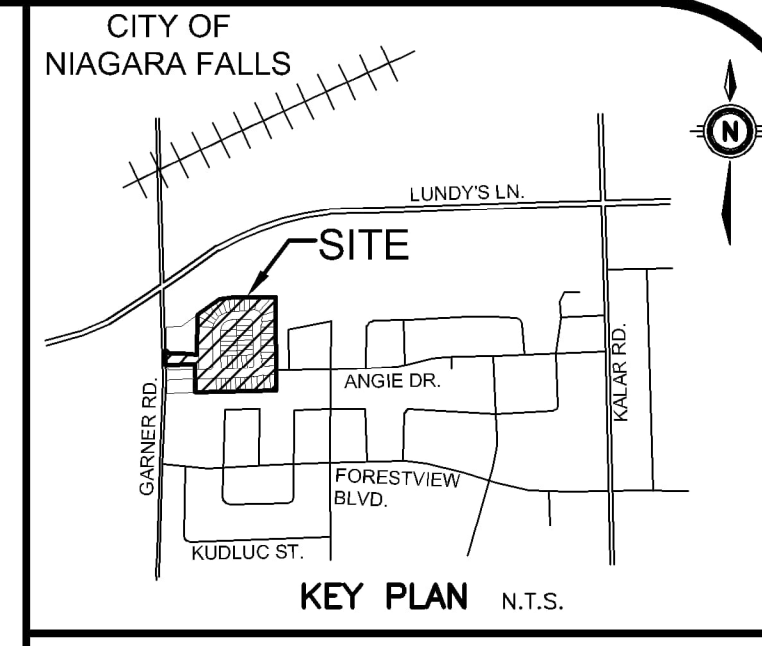 CITY OF
NIAGARA FALLS
N
LUNDY'S LN.
SITE
ANGIE DR.
KALAR RD.
GARNER RD.
FORESTVIEW
BLVD.
KUDLUC ST.
KEY PLAN N.T.S.